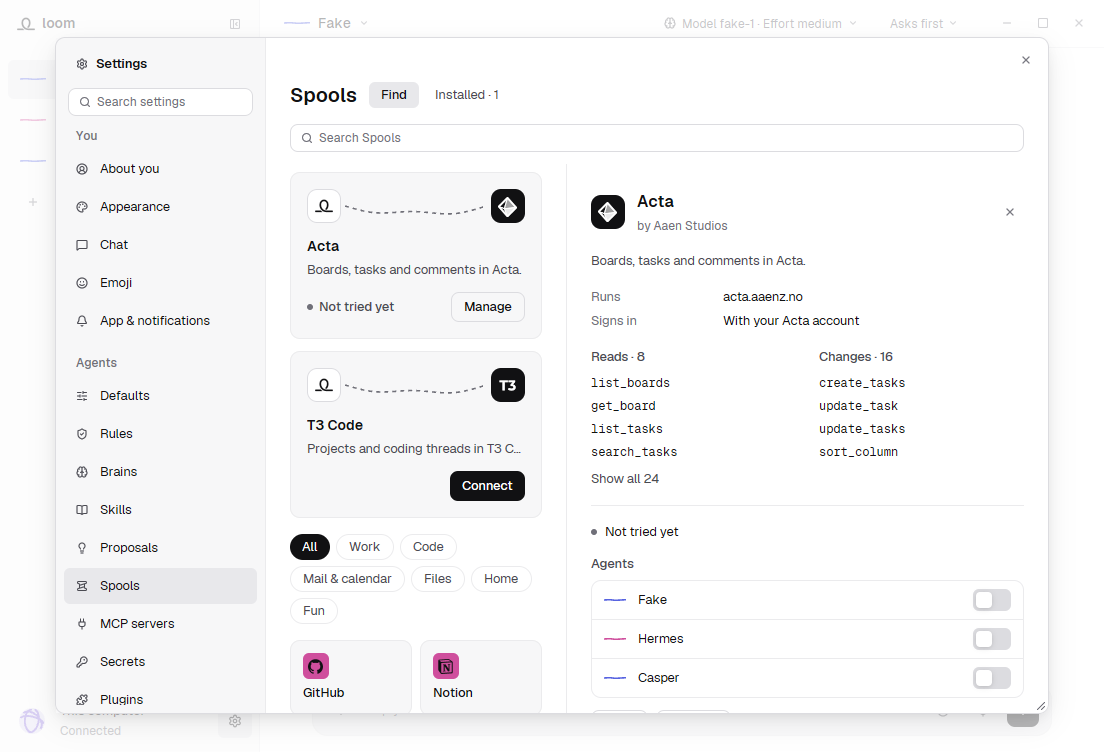 loom
Fake
Model fake-1 · Effort medium
Asks first
Settings
Search settings
You
About you
Appearance
Chat
Emoji
App & notifications
Agents
Defaults
Rules
Brains
Skills
Proposals
Spools
MCP servers
Secrets
Plugins
Connected
Spools
Find
Installed · 1
Search Spools
Acta
Boards, tasks and comments in Acta.
Not tried yet
Manage
T3
T3 Code
Projects and coding threads in T3 C...
Connect
All
Work
Code
Mail & calendar
Files
Home
Fun
GitHub
Notion
Acta
by Aaen Studios
Boards, tasks and comments in Acta.
Runs
acta.aaenz.no
Signs in
With your Acta account
Reads · 8
Changes · 16
list_boards
create_tasks
get_board
update_task
list_tasks
update_tasks
search_tasks
sort_column
Show all 24
Not tried yet
Agents
Fake
Hermes
Casper